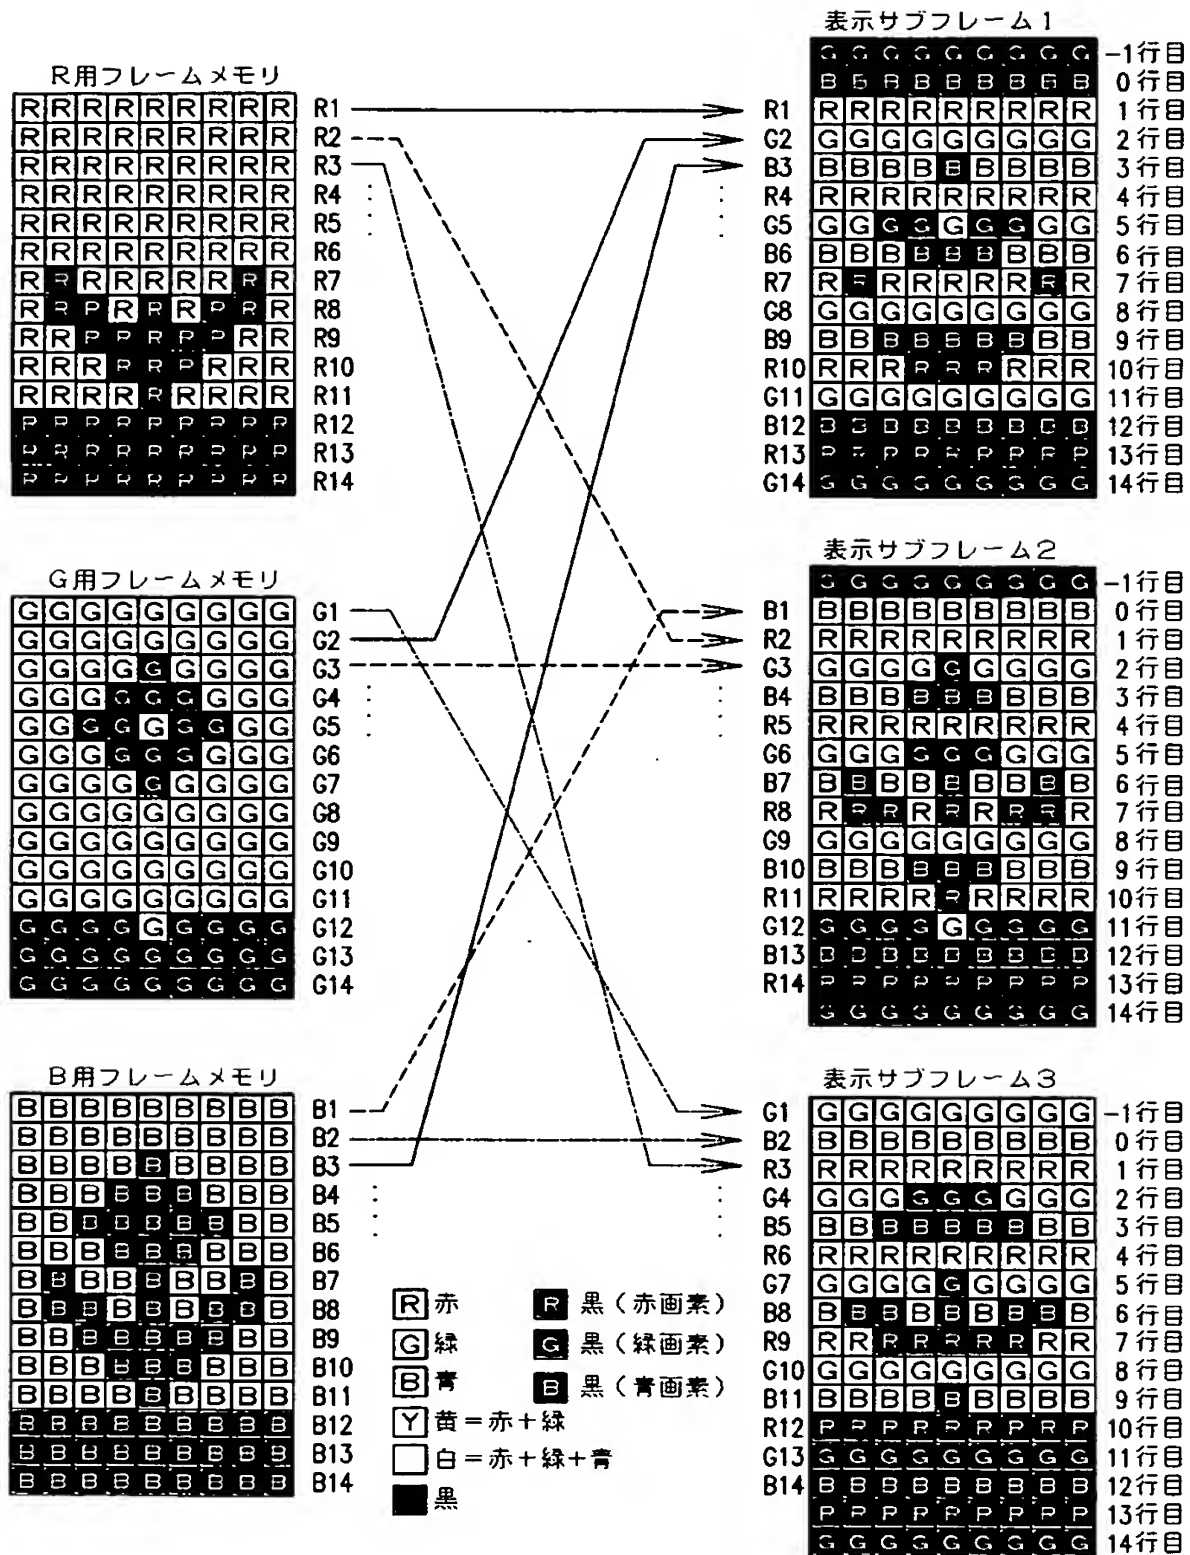 R用フレームメモリ
R R R R R R R R R R1
R R R R R R R R R R2
R R R R R R R R R R3
R R R R R R R R R R4
R R R R R R R R R R5
R R R R R R R R R R6
R R R R R R R R R R7
R R P R R R P R R R8
R R P P R P P R R R9
R R R R R P R R R R10
R R R R R R R R R R11
P P P P P P P P P R12
R R R P R R P P P R13
R R P P R R P P R R14
G用フレームメモリ
G G G G G G G G G G1
G G G G G G G G G G2
G G G G G G G G G G3
G G G G G G G G G G4
G G G G G G G G G G5
G G G G G G G G G G6
G G G G G G G G G G7
G G G G G G G G G G8
G G G G G G G G G G9
G G G G G G G G G G10
G G G G G G G G G G11
G G G G G G G G G G12
G G G G G G G G G G13
G G G G G G G G G G14
B用フレームメモリ
B B B B B B B B B B1
B B B B B B B B B B2
B B B B B B B B B B3
B B B B B B B B B B4
B B B B B B B B B B5
B B B B B B B B B B6
B B B B B B B B B B7
B B B B B B B B B B8
B B B B B B B B B B9
B B B B B B B B B B10
B B B B B B B B B B11
B B B B B B B B B B12
B B B B B B B B B B13
B B B B B B B B B B14
R 赤
R 黒(赤画素)
G 緑
G 黒(緑画素)
B 青
B 黒(青画素)
Y 黄=赤+緑
白=赤+緑+青
黒
表示サブフレーム1
G G G G G G G G G -1行目
B B B B B B B B B 0行目
R1 R R R R R R R R R 1行目
G2 G G G G G G G G G 2行目
B3 B B B B B B B B B 3行目
R4 R R R R R R R R R 4行目
G5 G G G G G G G G G 5行目
B6 B B B B B B B B B 6行目
R7 R R R R R R R R R 7行目
G8 G G G G G G G G G 8行目
B9 B B B B B B B B B 9行目
R10 R R R R R R R R R 10行目
G11 G G G G G G G G G 11行目
B12 B B B B B B B B B 12行目
R13 P R P P P P P P P 13行目
G14 G G G G G G G G G 14行目
表示サブフレーム2
G G G G G G G G G -1行目
B1 B B B B B B B B B 0行目
R2 R R R R R R R R R 1行目
G3 G G G G G G G G G 2行目
B4 B B B B B B B B B 3行目
R5 R R R R R R R R R 4行目
G6 G G G G G G G G G 5行目
B7 B B B B B B B B B 6行目
R8 R R R R R R R R R 7行目
G9 G G G G G G G G G 8行目
B10 B B B B B B B B B 9行目
R11 R R R R R R R R R 10行目
G12 G G G G G G G G G 11行目
B13 B B B B B B B B B 12行目
R14 P P P P P P P P P 13行目
G G G G G G G G G 14行目
表示サブフレーム3
G1 G G G G G G G G G -1行目
B2 B B B B B B B B B 0行目
R3 R R R R R R R R R 1行目
G4 G G G G G G G G G 2行目
B5 B B B B B B B B B 3行目
R6 R R R R R R R R R 4行目
G7 G G G G G G G G G 5行目
B8 B B B B B B B B B 6行目
R9 R R R R R R R R R 7行目
G10 G G G G G G G G G 8行目
B11 B B B B B B B B B 9行目
R12 P P P P P P P R P 10行目
G13 G G G G G G G G G 11行目
B14 B B B B B B B B B 12行目
P P P P P P P P P 13行目
G G G G G G G G G 14行目